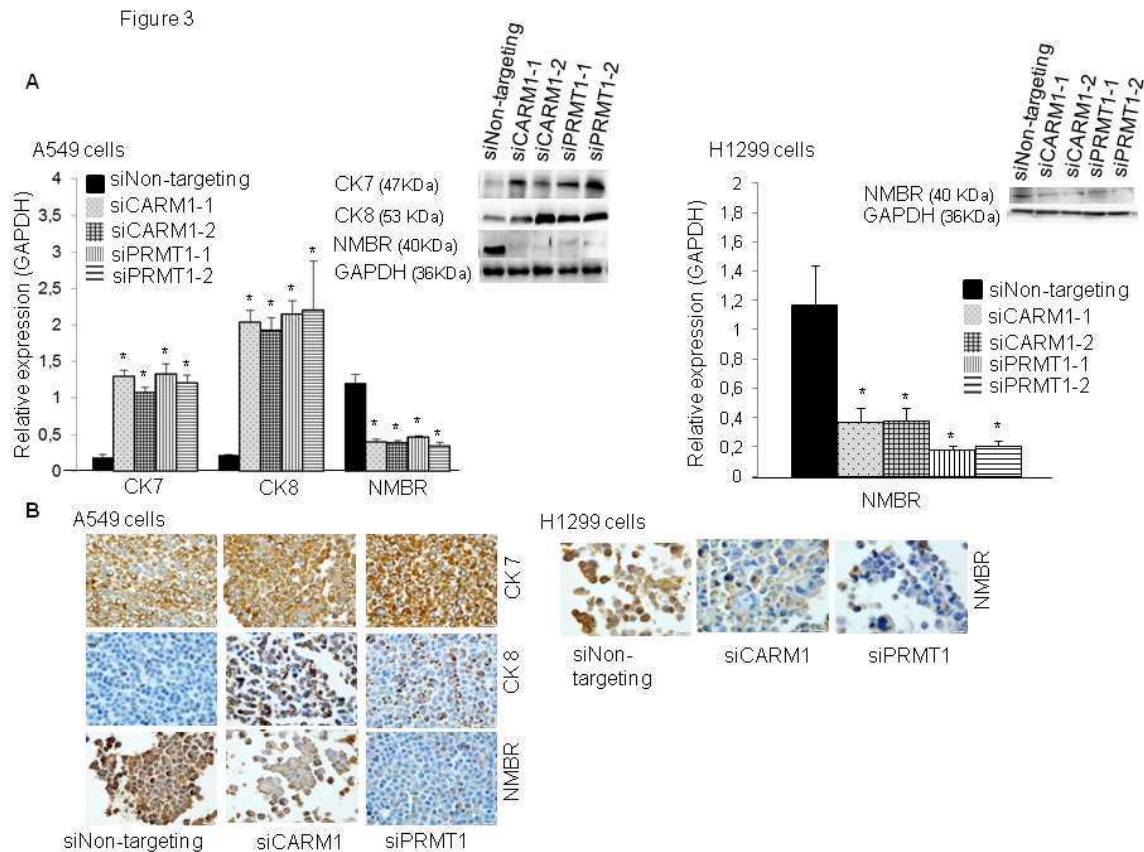 Figure 3
A
A549 cells
siNon-targeting
siCARM1-1
siCARM1-2
siPRMT1-1
siPRMT1-2
Relative expression (GAPDH)
4
3,5
3
2,5
2
1,5
1
0,5
0
* * * *
* * * *
* * * *
CK7
CK8
NMBR
siNon-targeting
siCARM1-1
siCARM1-2
siPRMT1-1
siPRMT1-2
CK7 (47KDa)
CK8 (53 KDa)
NMBR (40KDa)
GAPDH (36KDa)
H1299 cells
siNon-targeting
siCARM1-1
siCARM1-2
siPRMT1-1
siPRMT1-2
NMBR (40 KDa)
GAPDH (36KDa)
Relative expression (GAPDH)
2
1,8
1,6
1,4
1,2
1
0,8
0,6
0,4
0,2
0
siNon-targeting
siCARM1-1
siCARM1-2
siPRMT1-1
siPRMT1-2
* * * *
NMBR
B
A549 cells
CK 7
CK 8
NMBR
siNon-targeting
siCARM1
siPRMT1
H1299 cells
NMBR
siNon-
targeting
siCARM1
siPRMT1